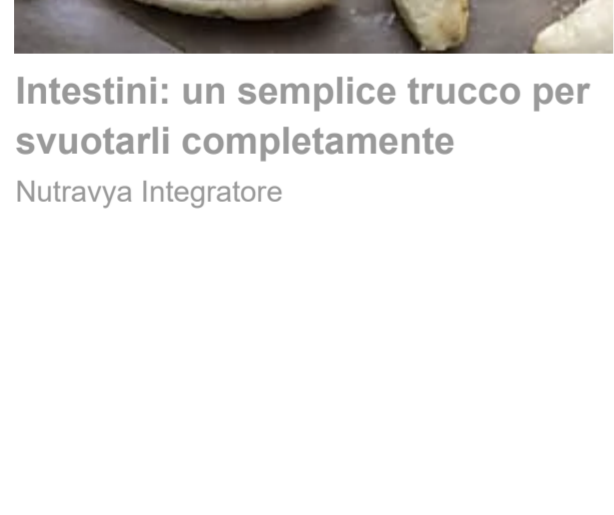 Intestini: un semplice trucco per
svuotarli completamente
Nutravya Integratore